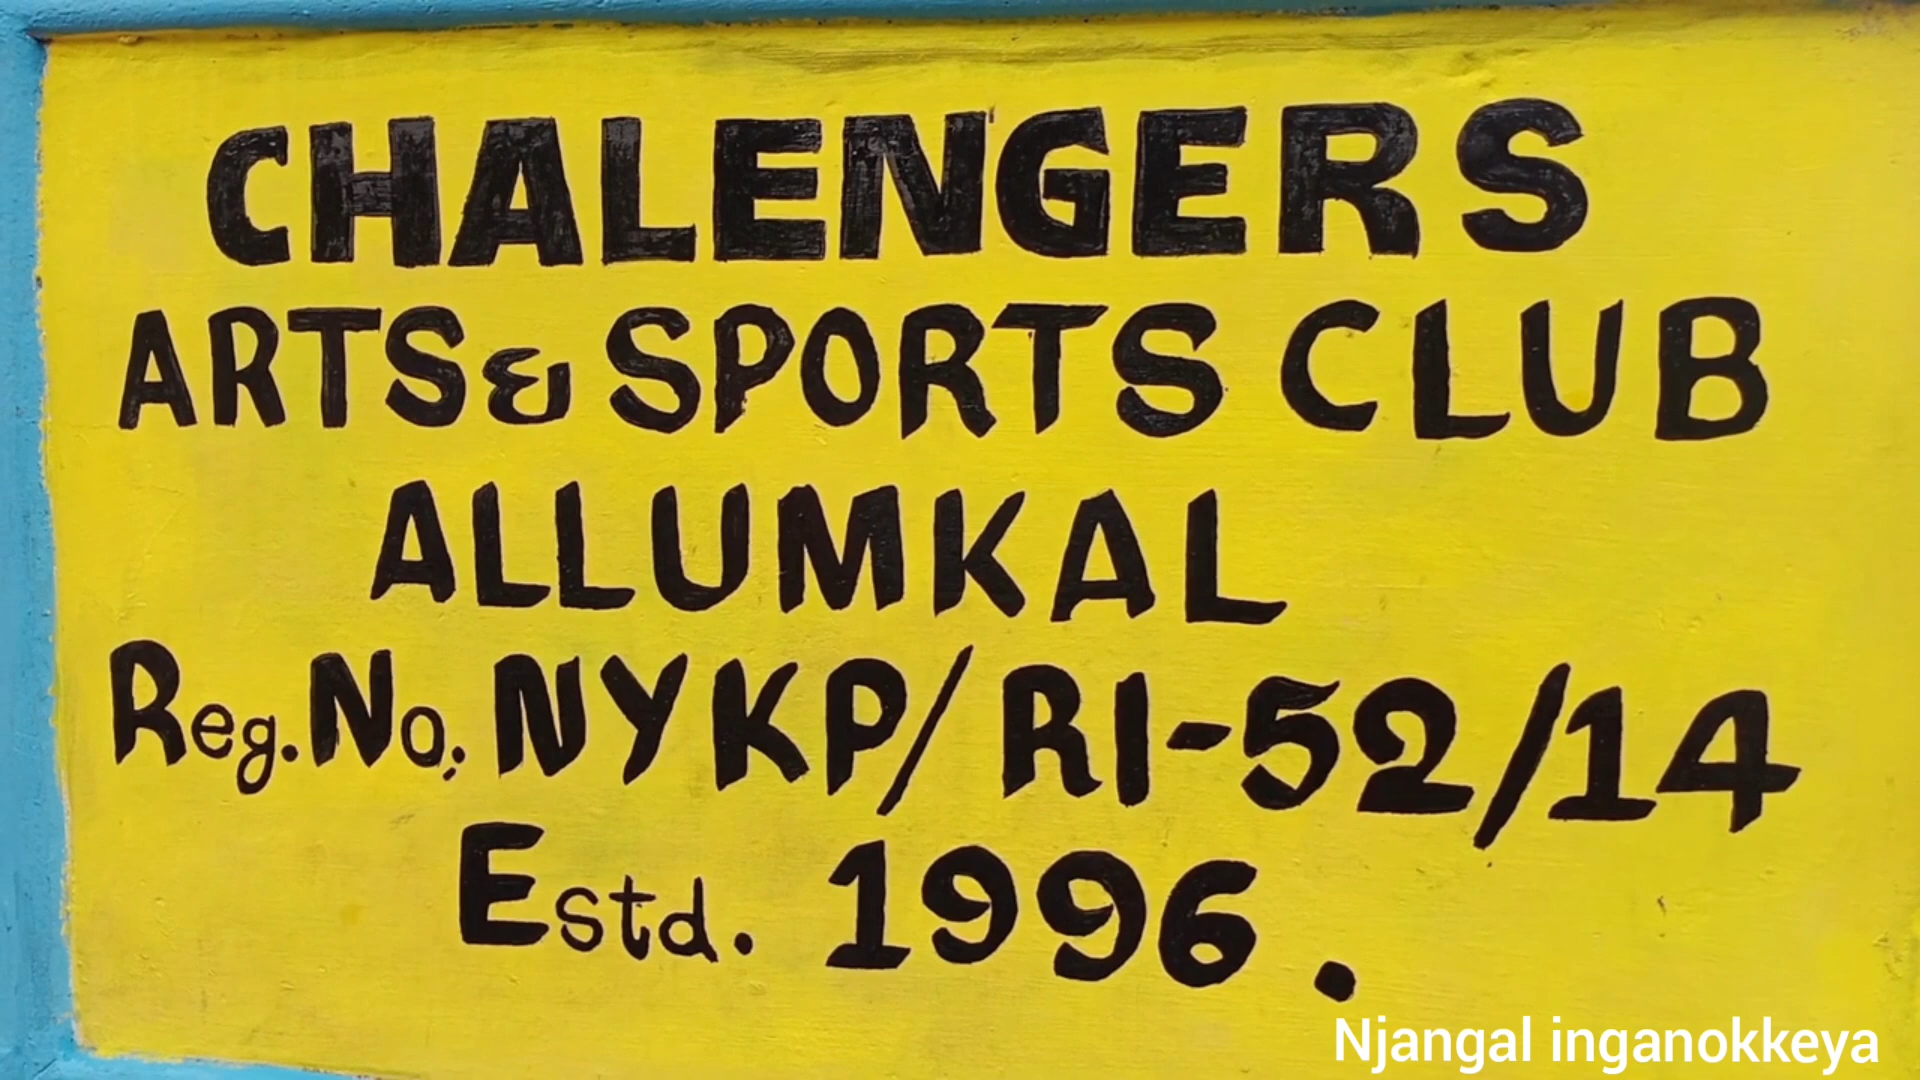 CHALENGERS
ARTS & SPORTS CLUB
ALLUMKAL
Reg. No; NYKP/RI-52/14
Estd. 1996.
Njangal inganokkeya